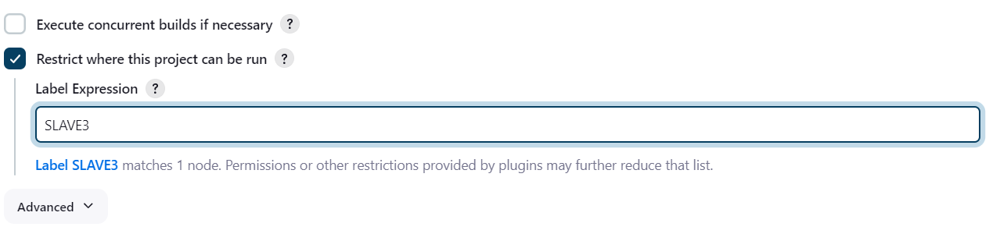 Execute concurrent builds if necessary ?
Restrict where this project can be run ?
Label Expression ?
SLAVE3
Label SLAVE3 matches 1 node. Permissions or other restrictions provided by plugins may further reduce that list.
Advanced